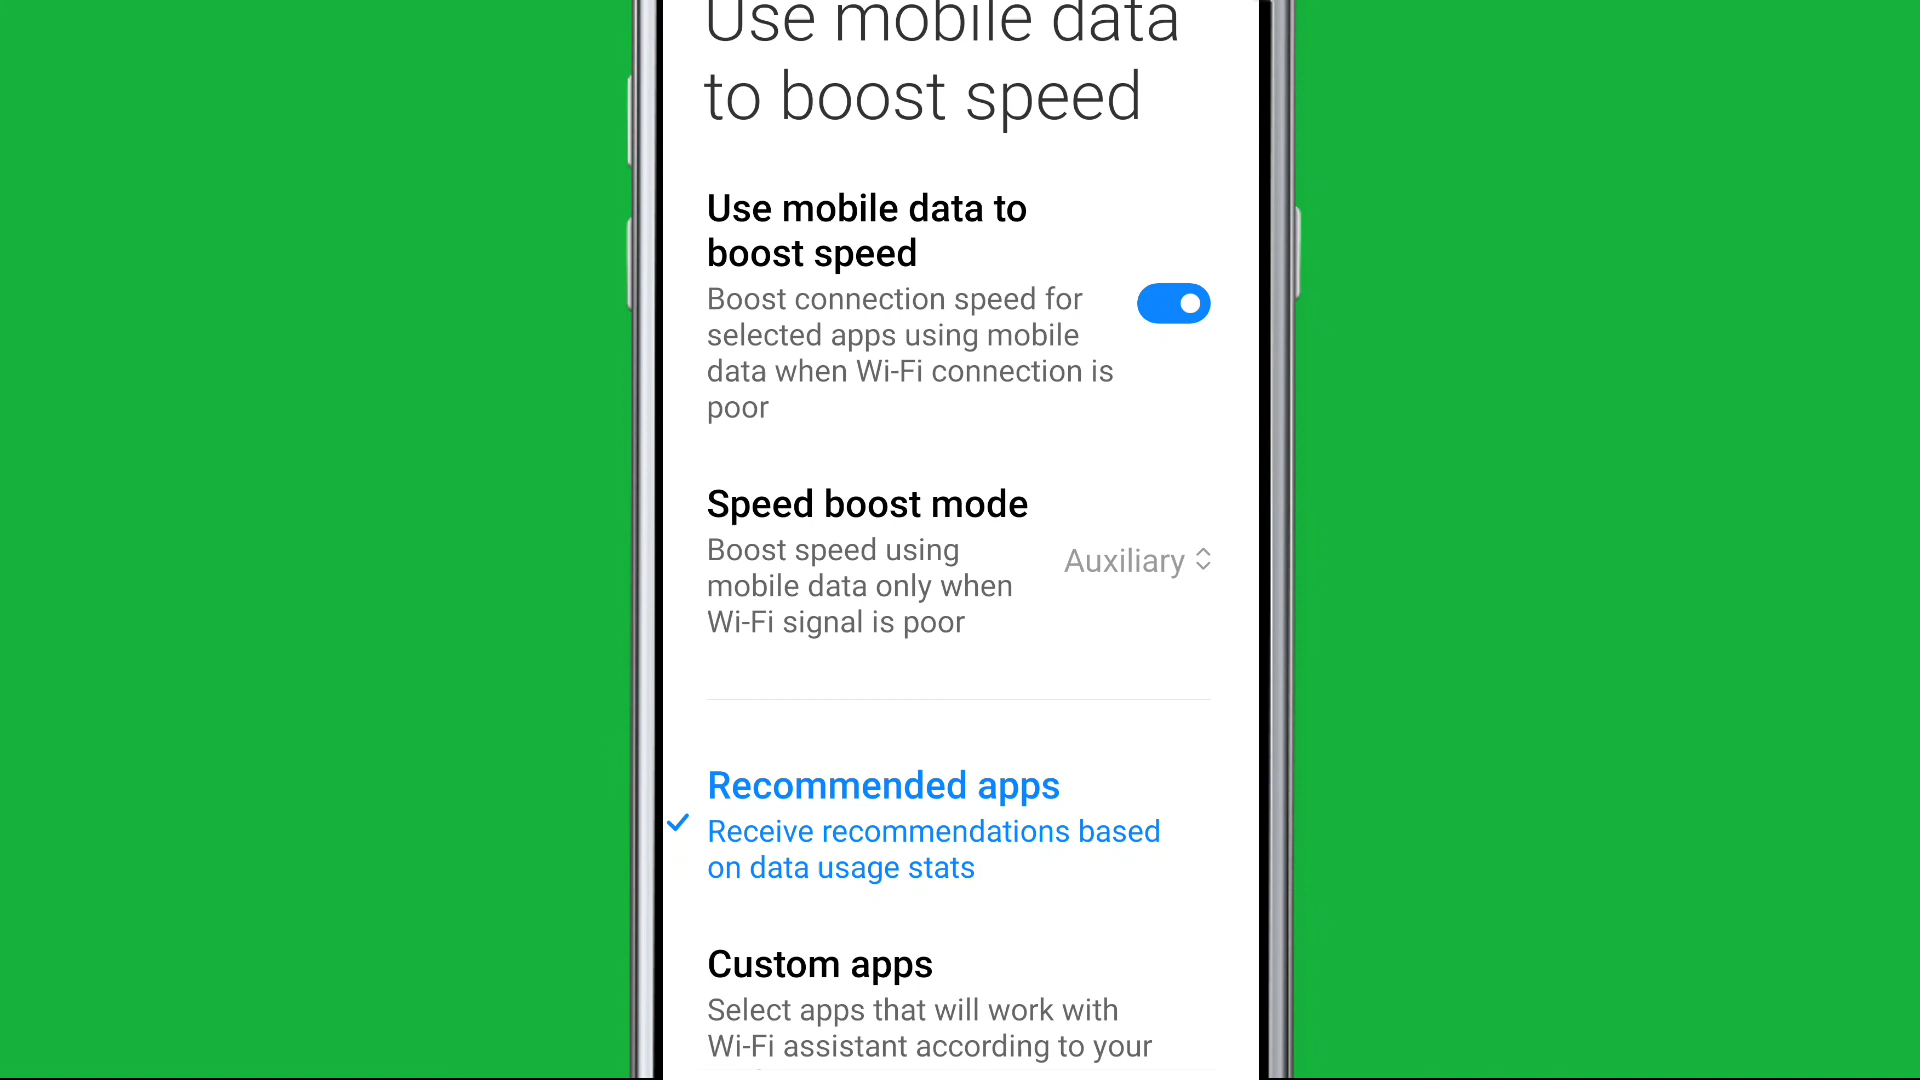 Use mobile data
to boost speed
Use mobile data to
boost speed
Boost connection speed for
selected apps using mobile
data when Wi-Fi connection is
poor
Speed boost mode
Boost speed using
mobile data only when
Wi-Fi signal is poor
Auxiliary
Recommended apps
Receive recommendations based
on data usage stats
Custom apps
Select apps that will work with
Wi-Fi assistant according to your